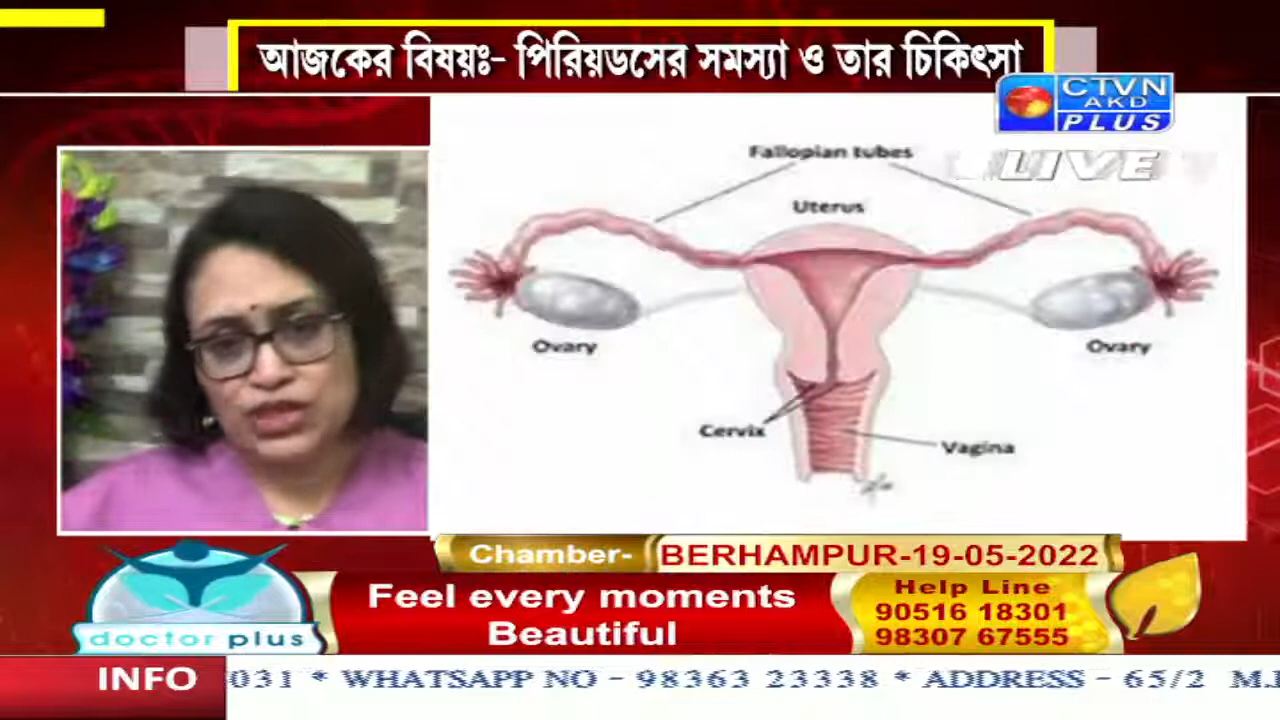 আজকের বিষয়ঃ- পিরিয়ডসের সমস্যা ও তার চিকিৎসা
CTVN
AKD
PLUS
LIVE
Fallopian tubes
Uterus
Ovary
Ovary
Cervix
Vagina
Chamber-
BERHAMPUR-19-05-2022
Feel every moments
Beautiful
Help Line
90516 18301
98307 67555
doctor plus
INFO
031 * WHATSAPP NO - 98363 23338 * ADDRESS - 65/2